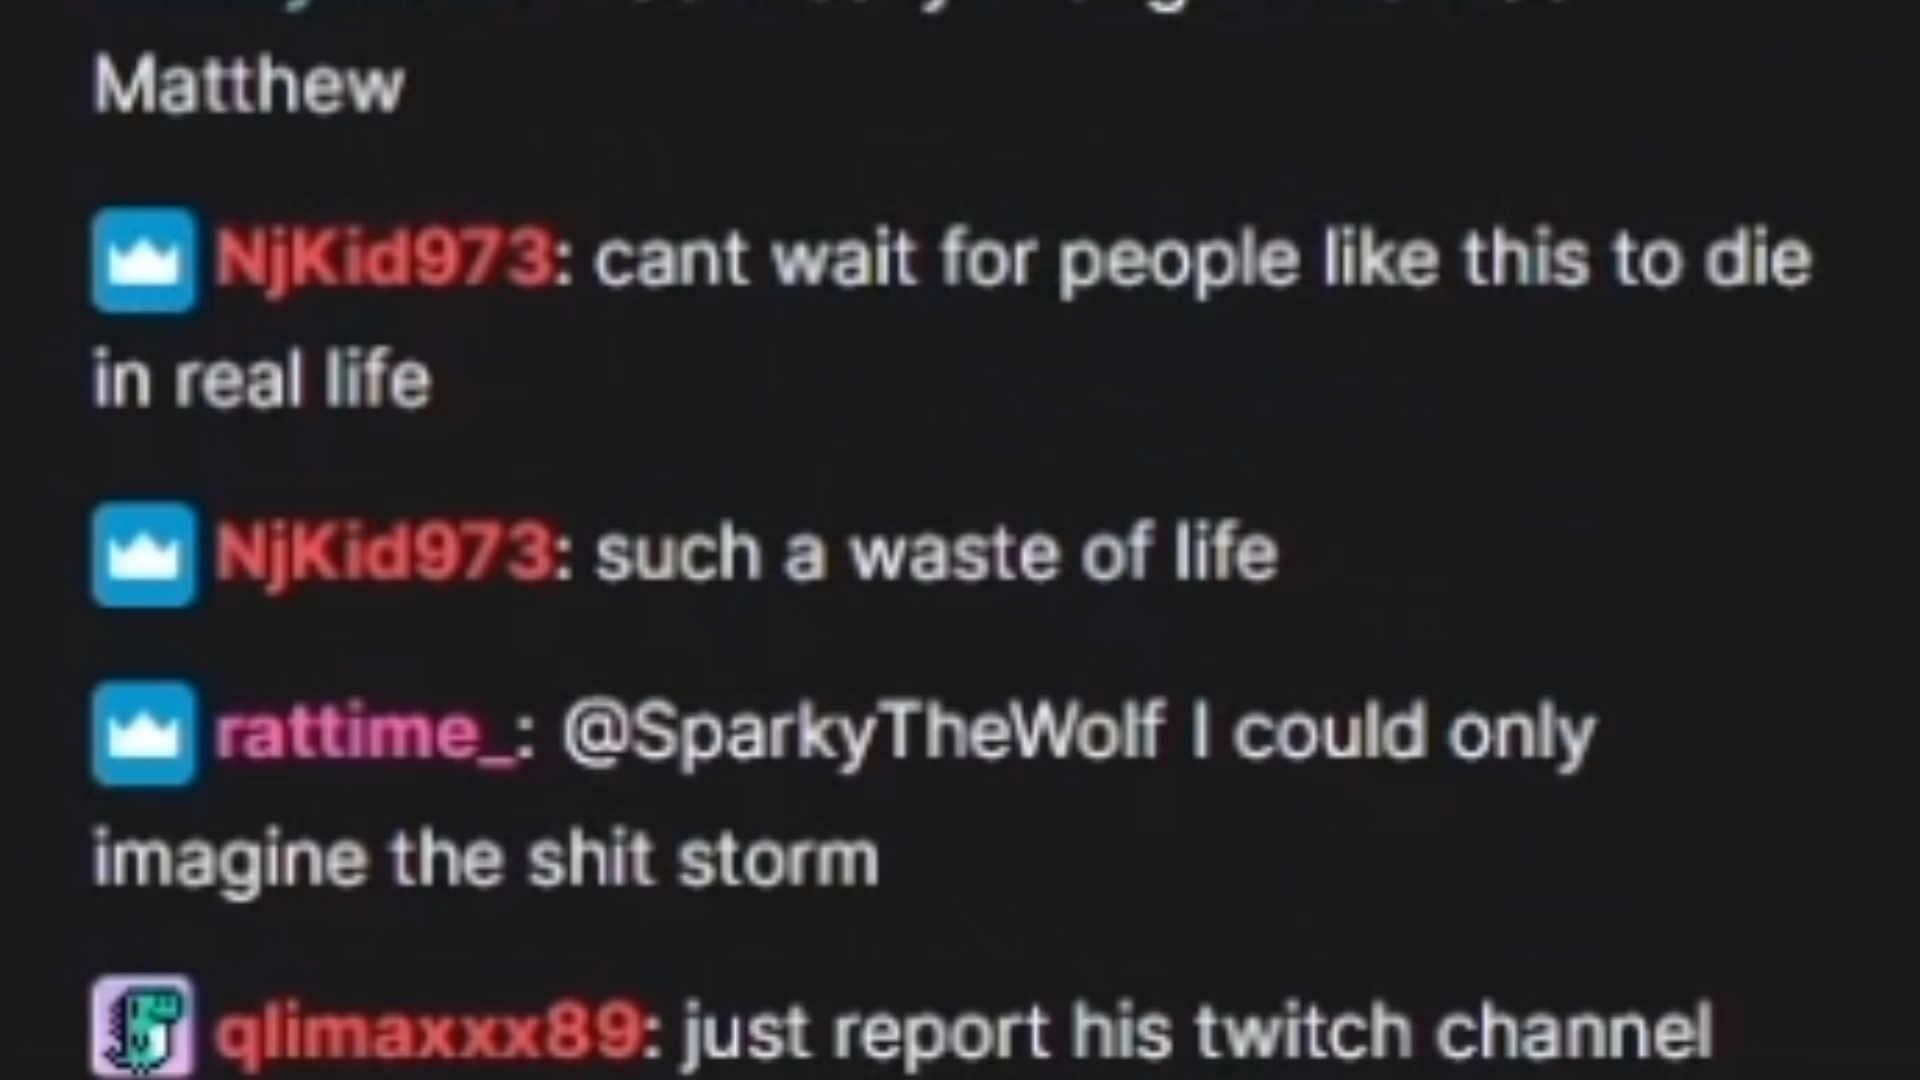 Matthew
NjKid973: cant wait for people like this to die
in real life
NjKid973: such a waste of life
rattime_: @SparkyTheWolf I could only
imagine the shit storm
qlimaxxx89: just report his twitch channel